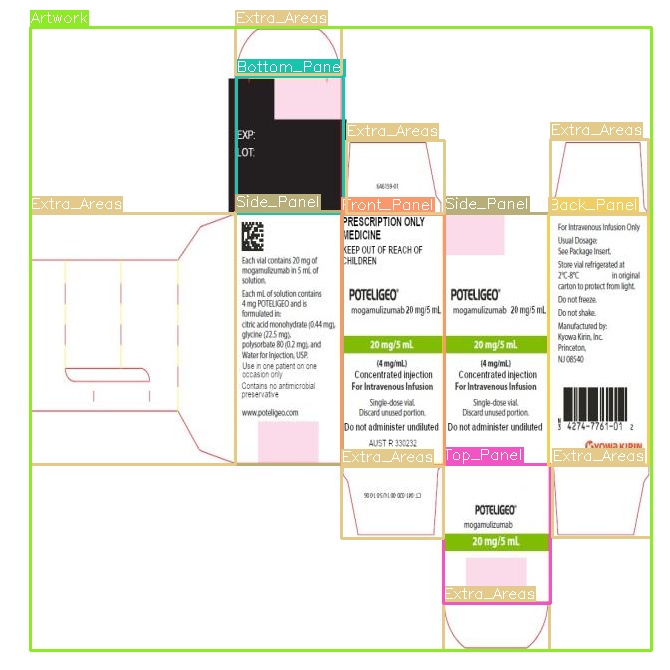 Artwork
Extra_Areas
Bottom_Pane
EXP:
LOT:
Extra_Areas
6A6159-01
Extra_Areas
Extra_Areas
Side_Panel
Each vial contains 20 mg of
mogamulizumab in 5 mL of
solution.
Each mL of solution contains
4 mg POTELIGEO and is
formulated in:
citric acid monohydrate (0.44 mg),
glycine (22.5 mg),
polysorbate 80 (0.2 mg), and
Water for Injection, USP.
Use in one patient on one
occasion only
Contains no antimicrobial
preservative
www.poteligeo.com
Front_Panel
PRESCRIPTION ONLY
MEDICINE
KEEP OUT OF REACH OF
CHILDREN
POTELIGEO®
mogamulizumab 20 mg/5 mL
20 mg/5 mL
(4 mg/mL)
Concentrated injection
For Intravenous Infusion
Single-dose vial.
Discard unused portion.
Do not administer undiluted
AUST R 330232
Side_Panel
POTELIGEO®
mogamulizumab 20 mg/5 mL
20 mg/5 mL
(4 mg/mL)
Concentrated injection
For Intravenous Infusion
Single-dose vial.
Discard unused portion.
Do not administer undiluted
Back_Panel
For Intravenous Infusion Only
Usual Dosage:
See Package Insert.
Store vial refrigerated at
2°C-8°C in original
carton to protect from light.
Do not freeze.
Do not shake.
Manufactured by:
Kyowa Kirin, Inc.
Princeton,
NJ 08540
N 3 4274-7761-01 2
KYOWA KIRIN
Extra_Areas
Top_Panel
POTELIGEO®
mogamulizumab
20 mg/5 mL
Extra_Areas
Extra_Areas